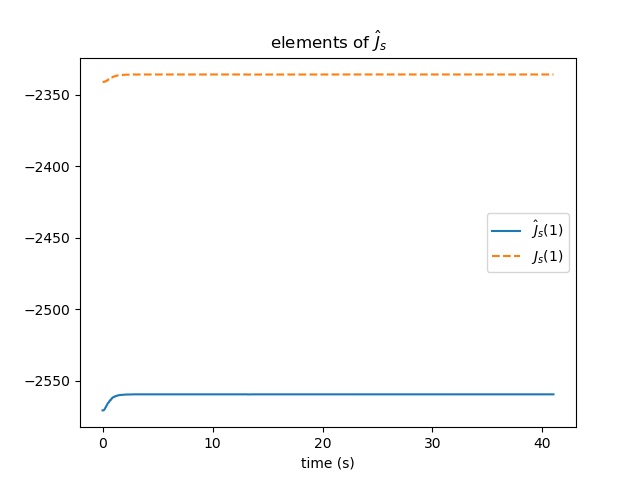 elements of $\hat{J}_s$
−2350
−2400
−2450
−2500
−2550
$\hat{J}_s(1)$
$J_s(1)$
0 10 20 30 40
time (s)